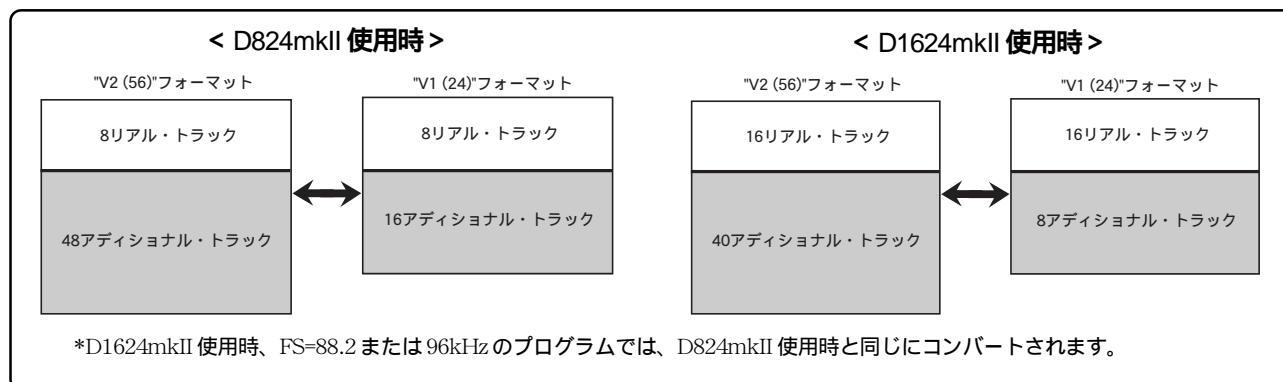 < D824mkII 使用時 >
"V2 (56)"フォーマット
"V1 (24)"フォーマット
8リアル・トラック
8リアル・トラック
48アディショナル・トラック
16アディショナル・トラック
< D1624mkII 使用時 >
"V2 (56)"フォーマット
"V1 (24)"フォーマット
16リアル・トラック
16リアル・トラック
40アディショナル・トラック
8アディショナル・トラック
*D1624mkII 使用時、FS=88.2 または 96kHz のプログラムでは、D824mkII 使用時と同じにコンバートされます。